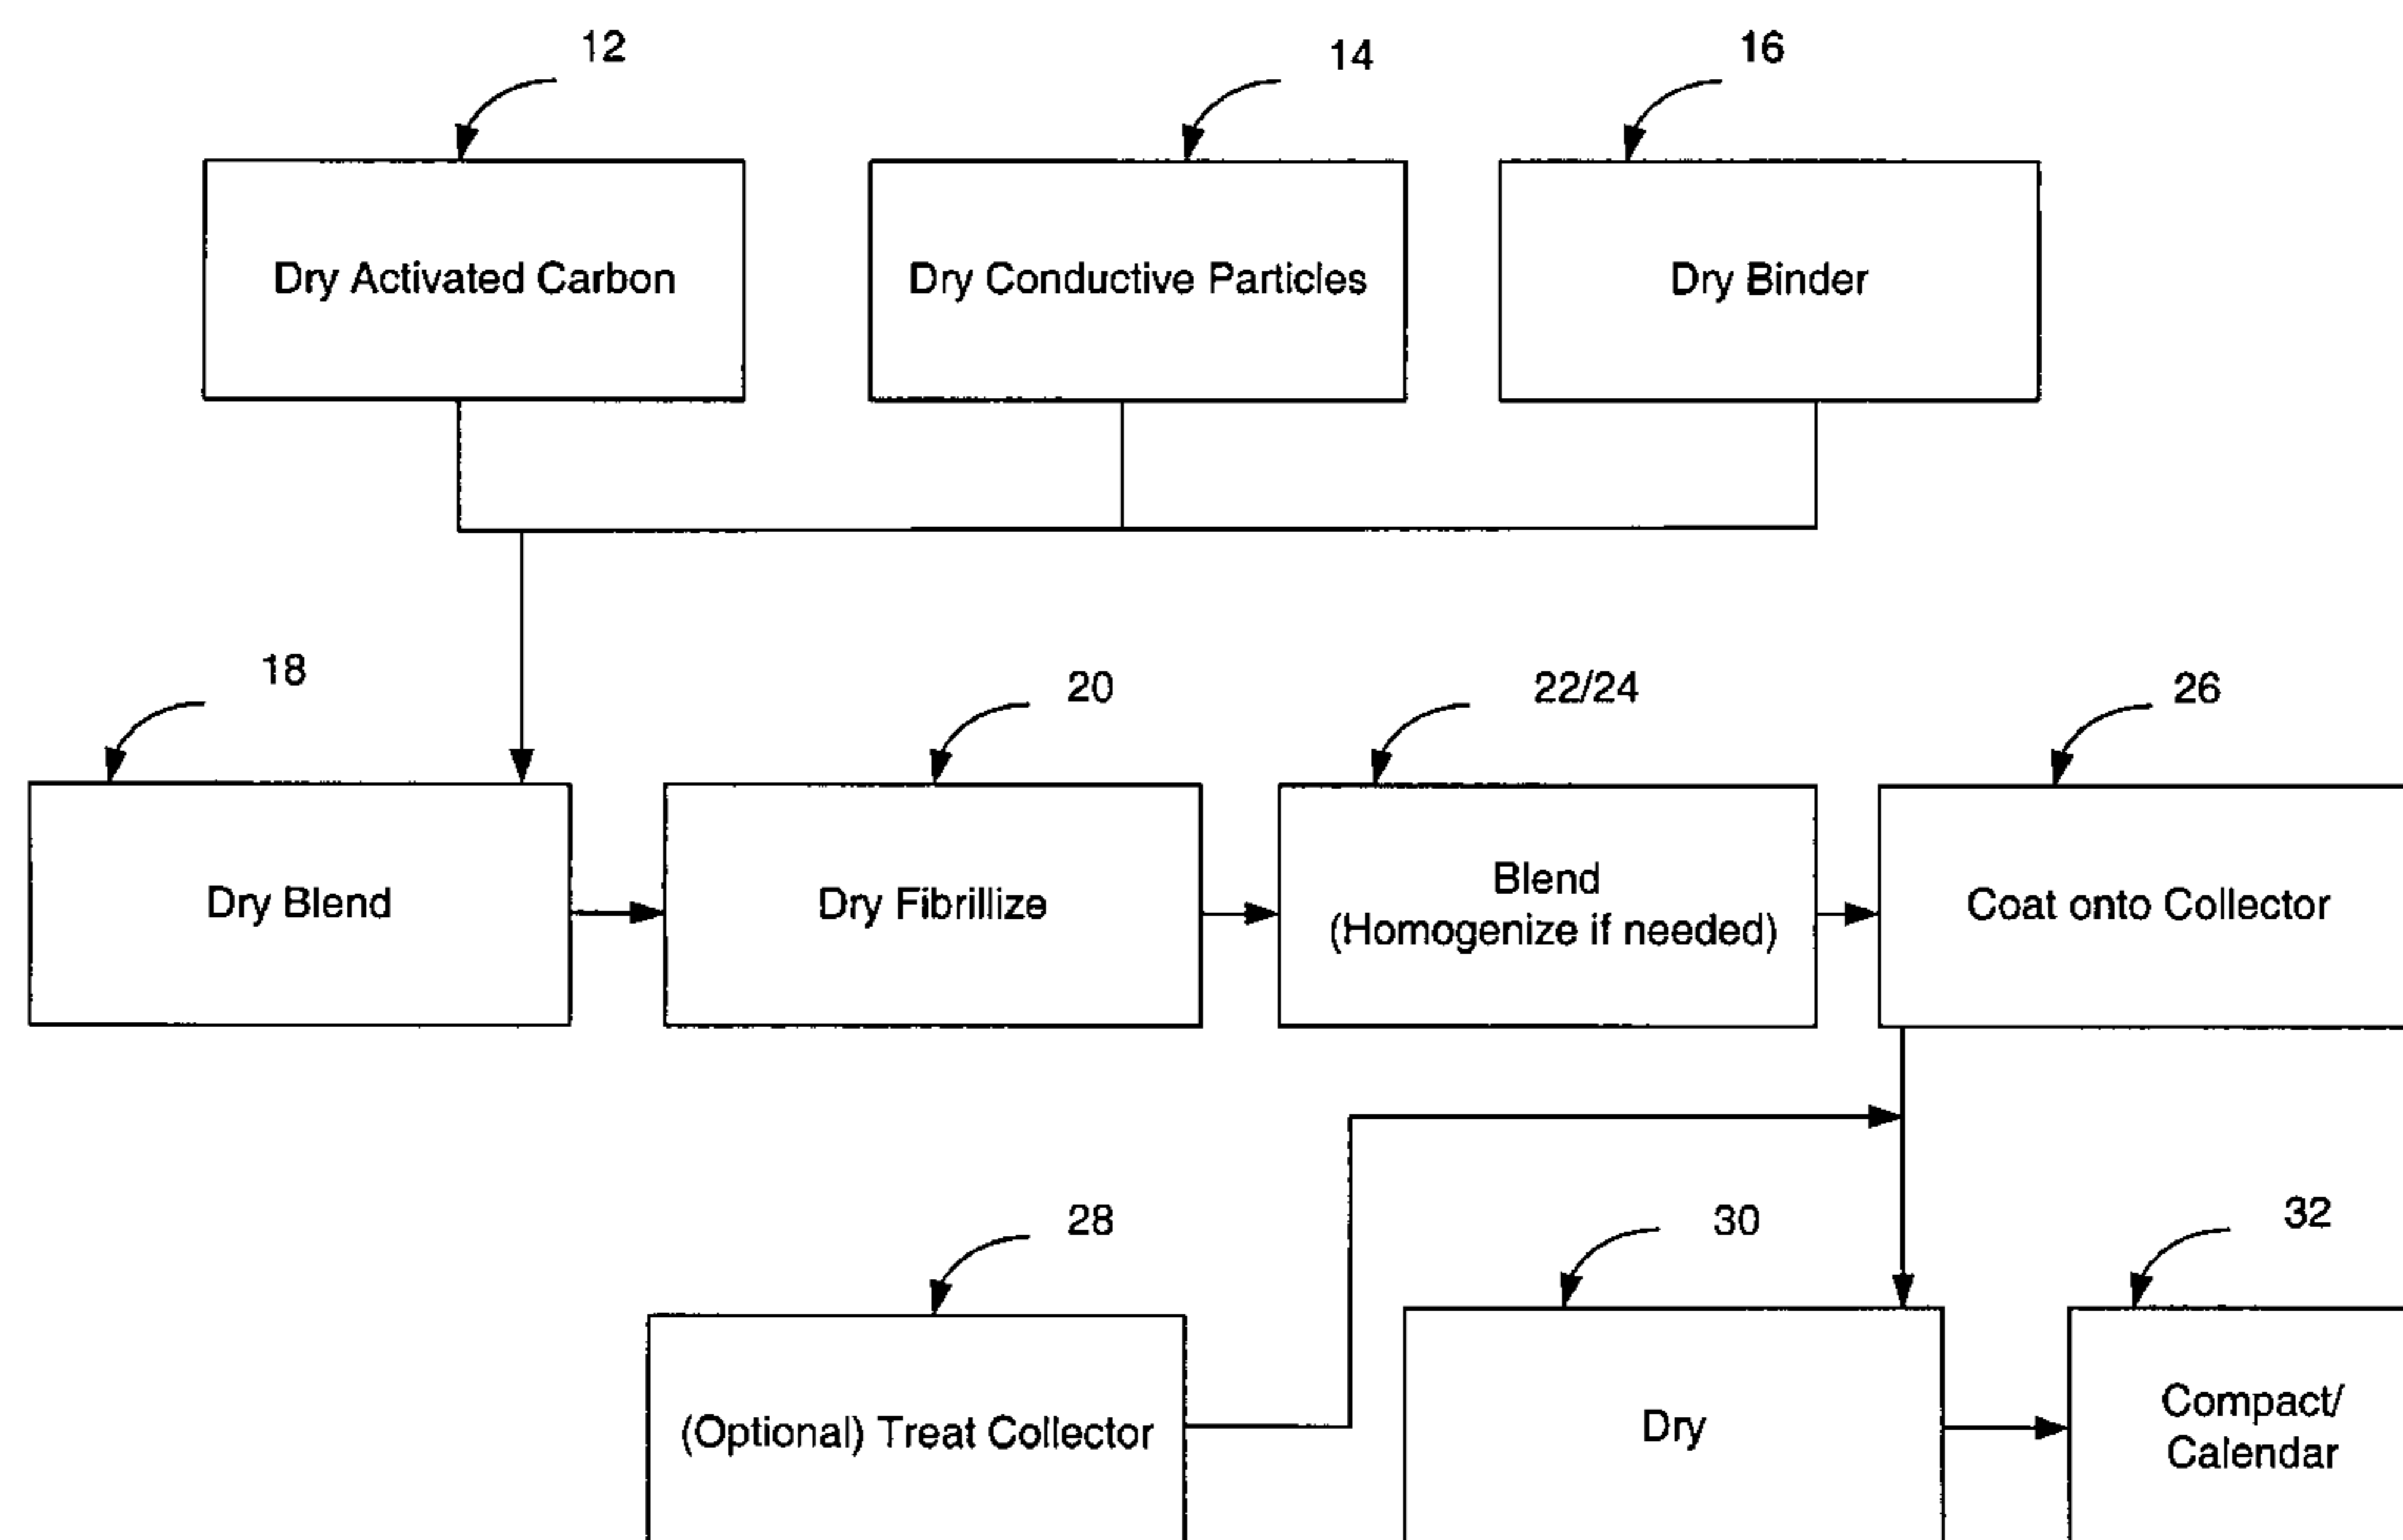 12
14
16
Dry Activated Carbon
Dry Conductive Particles
Dry Binder
18
20
22/24
26
Dry Blend
Dry Fibrillize
Blend
(Homogenize if needed)
Coat onto Collector
28
30
32
(Optional) Treat Collector
Dry
Compact/
Calendar